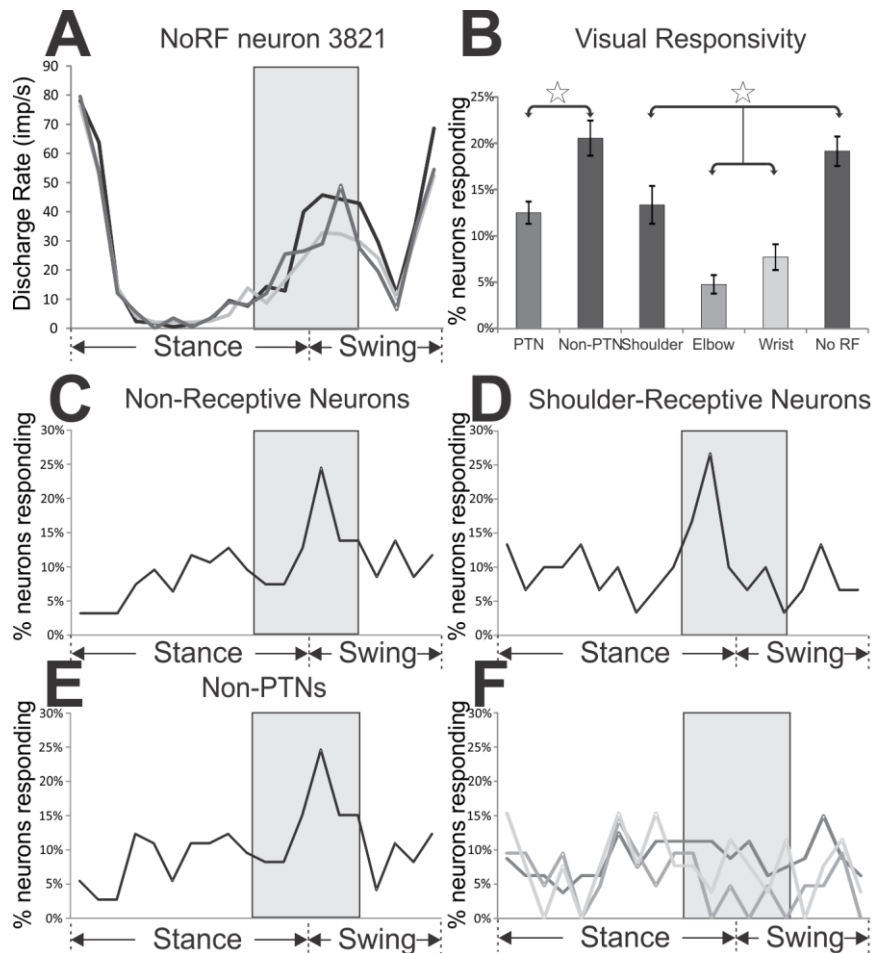 A
NoRF neuron 3821
Discharge Rate (imp/s)
90
80
70
60
50
40
30
20
10
0
Stance
Swing
B
Visual Responsivity
% neurons responding
25%
20%
15%
10%
5%
0%
PTN
Non-PTN
Shoulder
Elbow
Wrist
No RF
C
Non-Receptive Neurons
% neurons responding
30%
25%
20%
15%
10%
5%
0%
Stance
Swing
D
Shoulder-Receptive Neurons
% neurons responding
30%
25%
20%
15%
10%
5%
0%
Stance
Swing
E
Non-PTNs
% neurons responding
30%
25%
20%
15%
10%
5%
0%
Stance
Swing
F
% neurons responding
30%
25%
20%
15%
10%
5%
0%
Stance
Swing